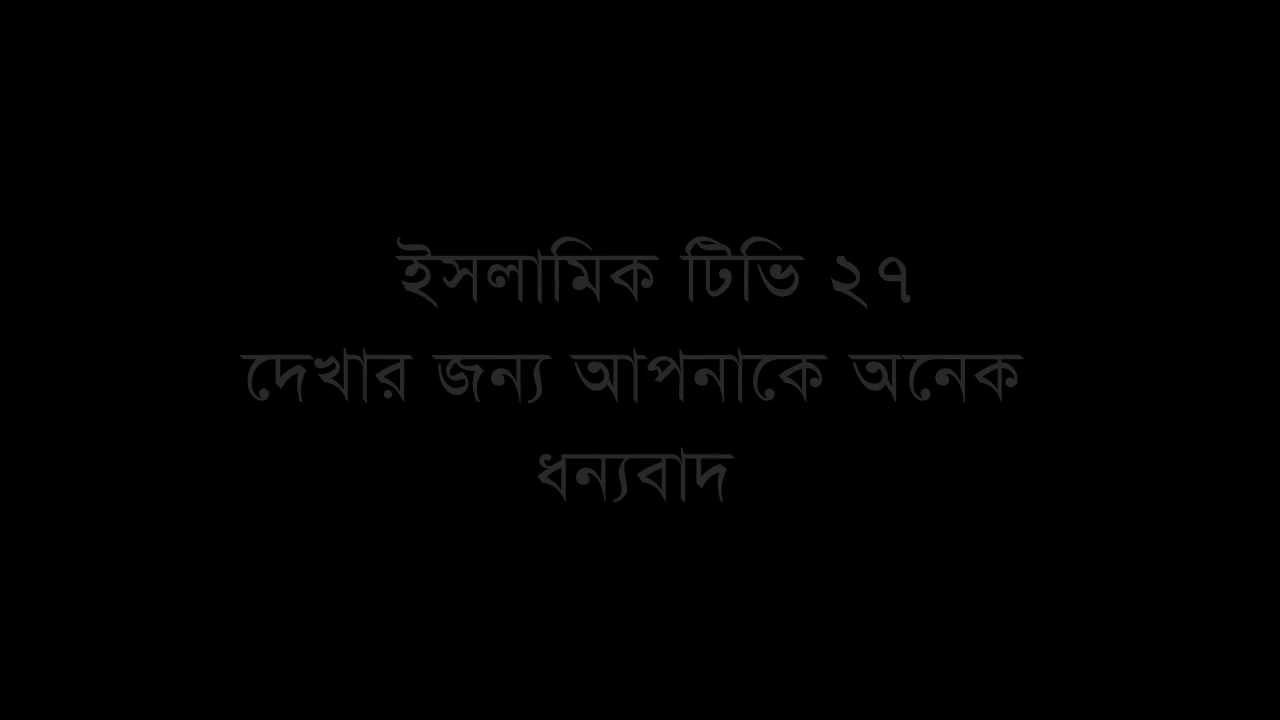 ইসলামিক টিভি ২৭
দেখার জন্য আপনাকে অনেক
ধন্যবাদ